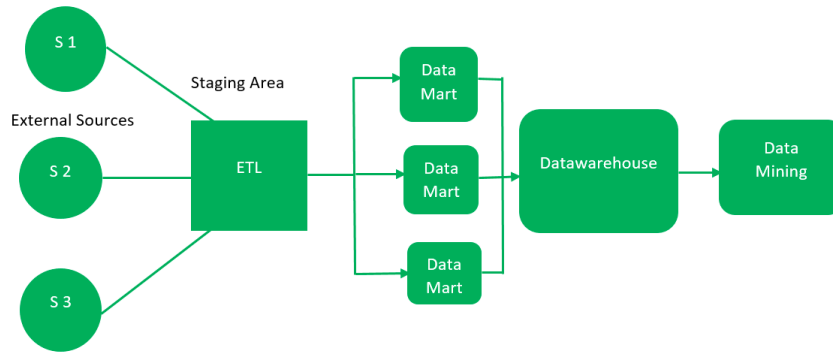 S 1
Staging Area
External Sources
S 2
S 3
ETL
Data
Mart
Data
Mart
Data
Mart
Datawarehouse
Data
Mining